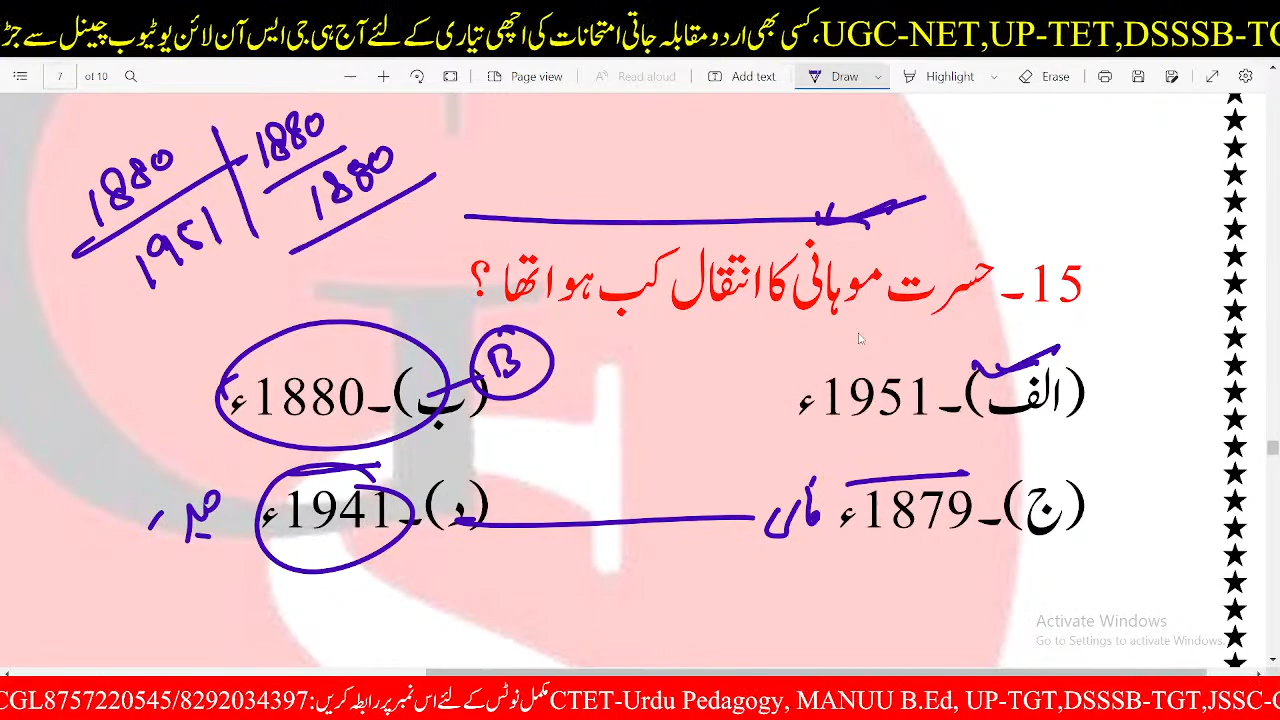 ،کسی بھی اردو مقابلہ جاتی امتحانات کی اچھی تیاری کے لئے آج ہی جی ایس آن لائن یوٹیوب چینل سے جڑ UGC-NET,UP-TET,DSSSB-TG
7 of 10 Page view Read aloud Add text Draw Highlight Erase
1880 1880
1951 1880
15۔ حسرت موہانی کا انتقال کب ہوا تھا ؟
(الف)۔1951ء (ب)۔1880ء B
(ج)۔1879ء (د)۔1941ء
Activate Windows
Go to Settings to activate Windows.
CGL8757220545/8292034397:مکمل نوٹس کے لئے اس نمبر پر رابطہ کریں CTET-Urdu Pedagogy, MANUU B.Ed, UP-TGT,DSSSB-TGT,JSSC-C